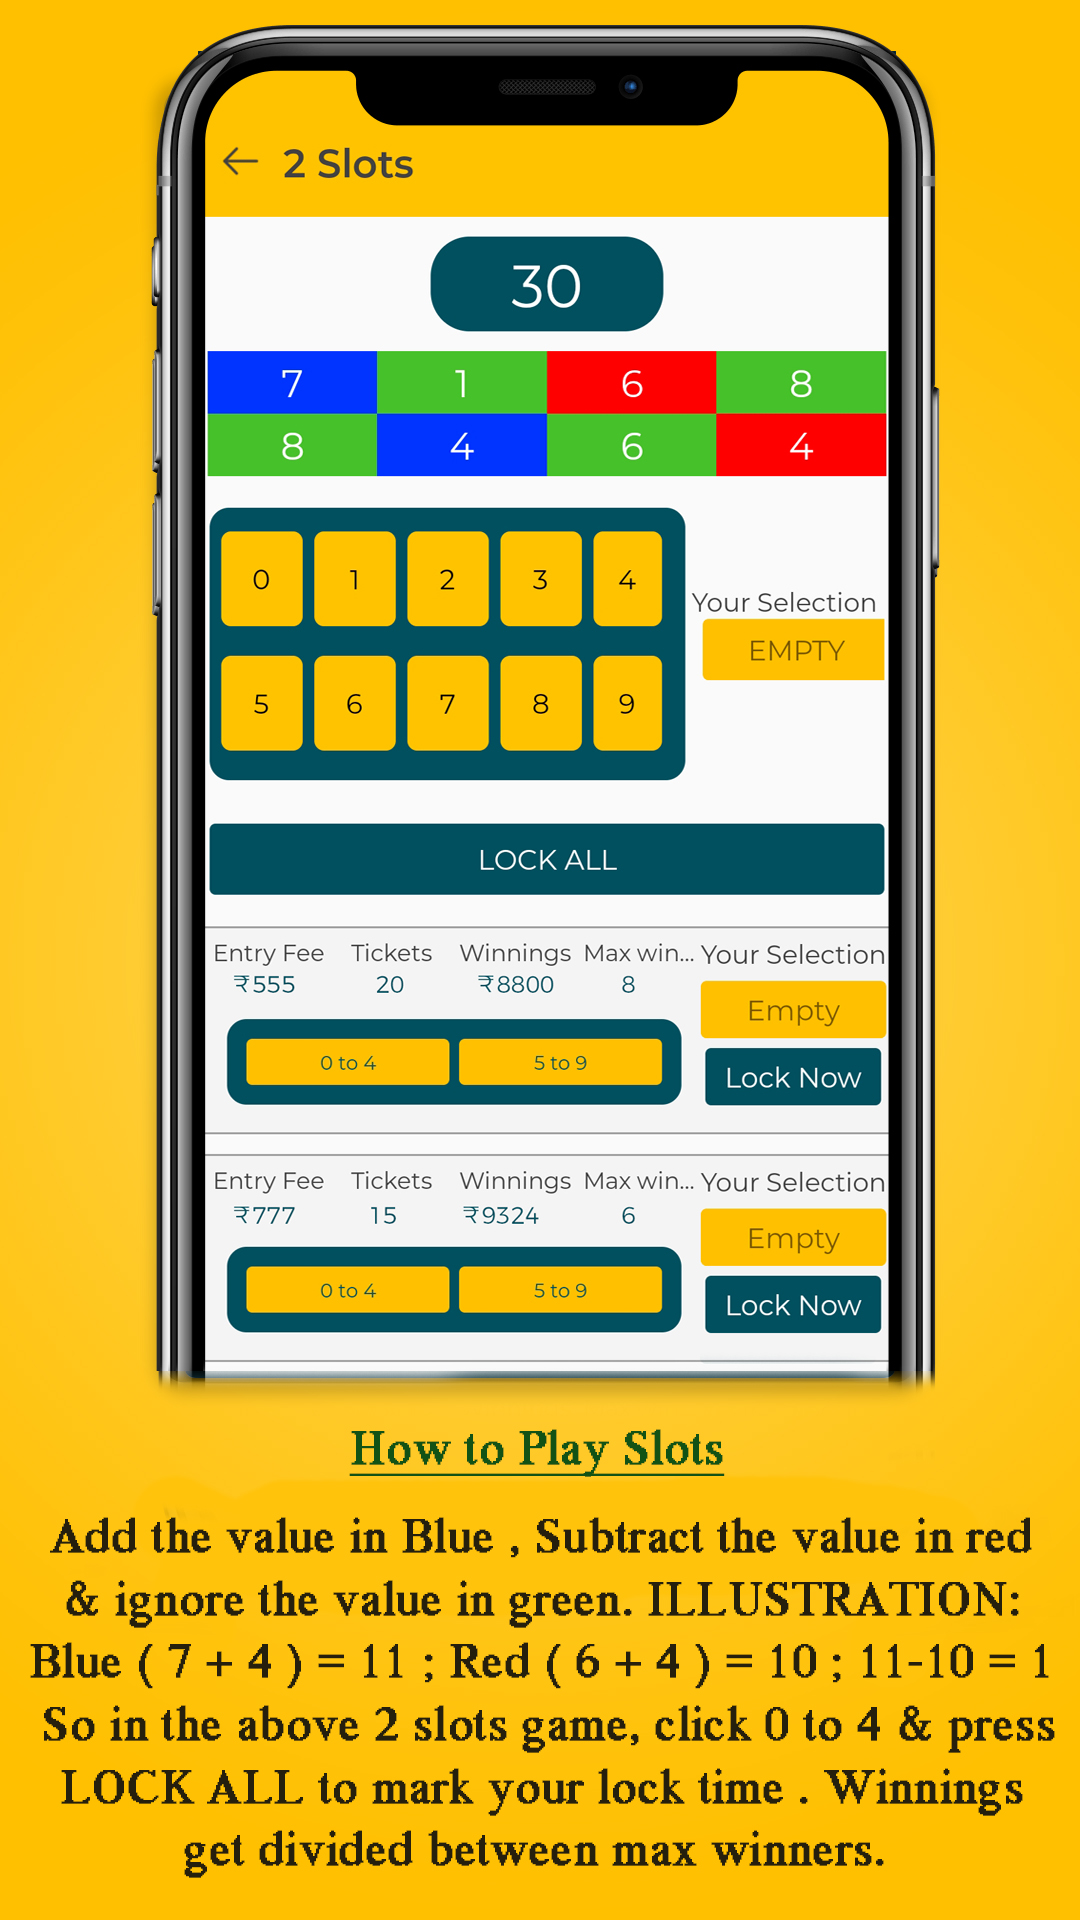 2 Slots
30
7 1 6 8
8 4 6 4
0 1 2 3 4
Your Selection
EMPTY
5 6 7 8 9
LOCK ALL
Entry Fee Tickets Winnings Max win... Your Selection
₹555 20 ₹8800 8
Empty
0 to 4 5 to 9
Lock Now
Entry Fee Tickets Winnings Max win... Your Selection
₹777 15 ₹9324 6
Empty
0 to 4 5 to 9
Lock Now
How to Play Slots
Add the value in Blue , Subtract the value in red
& ignore the value in green. ILLUSTRATION:
Blue ( 7 + 4 ) = 11 ; Red ( 6 + 4 ) = 10 ; 11-10 = 1
So in the above 2 slots game, click 0 to 4 & press
LOCK ALL to mark your lock time . Winnings
get divided between max winners.